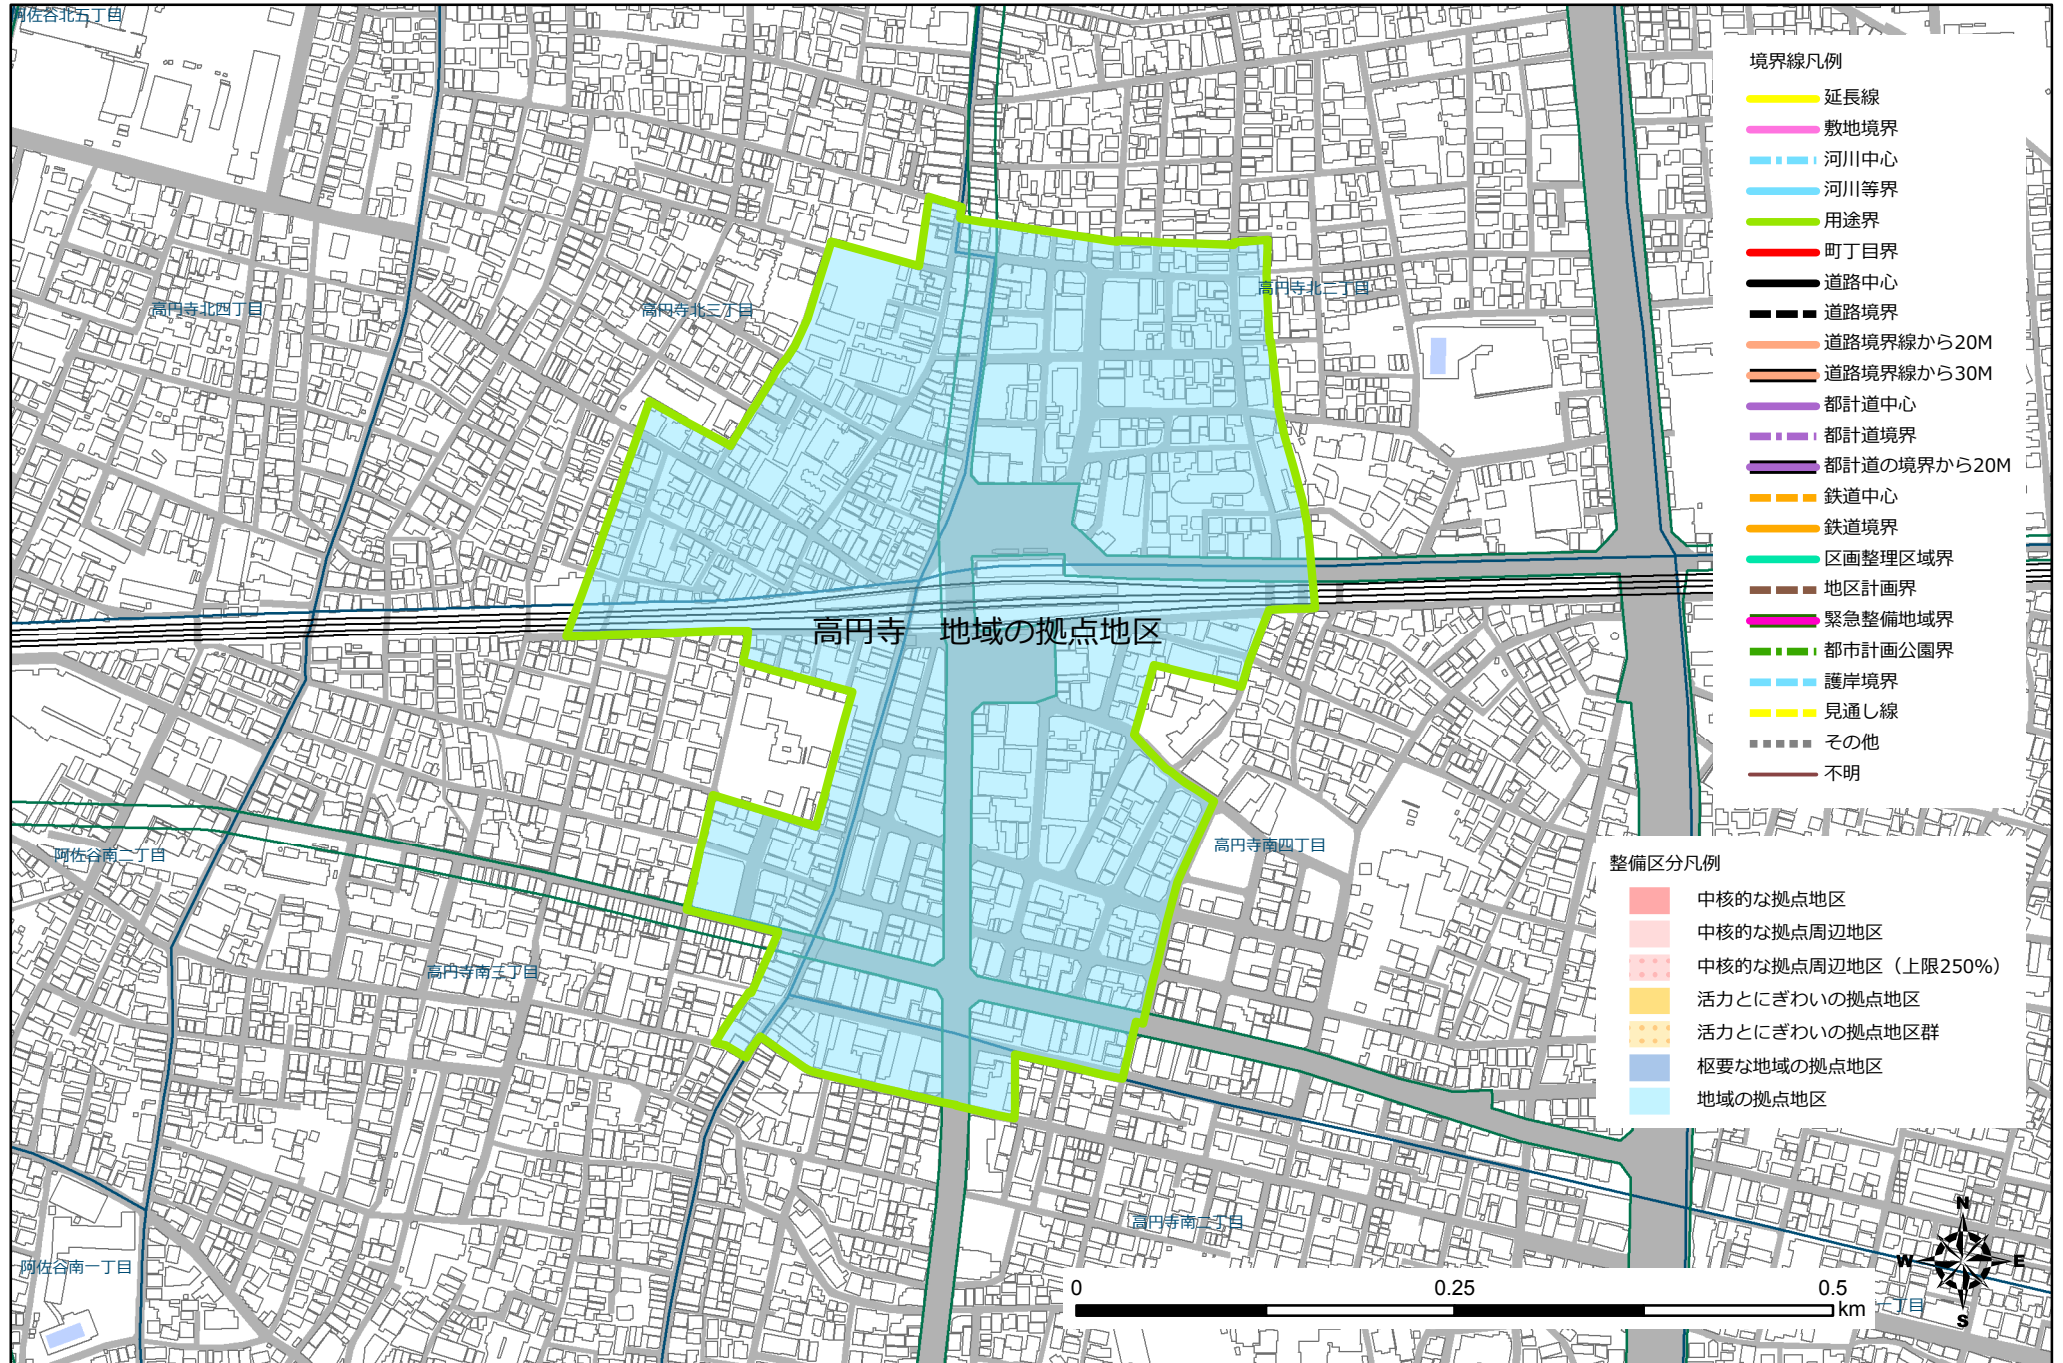 阿佐谷北五丁目
高円寺北四丁目
高円寺北三丁目
高円寺北二丁目
高円寺 地域の拠点地区
阿佐谷南二丁目
高円寺南四丁目
高円寺南三丁目
高円寺南二丁目
阿佐谷南一丁目
一丁目
境界線凡例
延長線
敷地境界
河川中心
河川等界
用途界
町丁目界
道路中心
道路境界
道路境界線から20M
道路境界線から30M
都計道中心
都計道境界
都計道の境界から20M
鉄道中心
鉄道境界
区画整理区域界
地区計画界
緊急整備地域界
都市計画公園界
護岸境界
見通し線
その他
不明
整備区分凡例
中核的な拠点地区
中核的な拠点周辺地区
中核的な拠点周辺地区（上限250%）
活力とにぎわいの拠点地区
活力とにぎわいの拠点地区群
枢要な地域の拠点地区
地域の拠点地区
N
W E
S
0 0.25 0.5
km